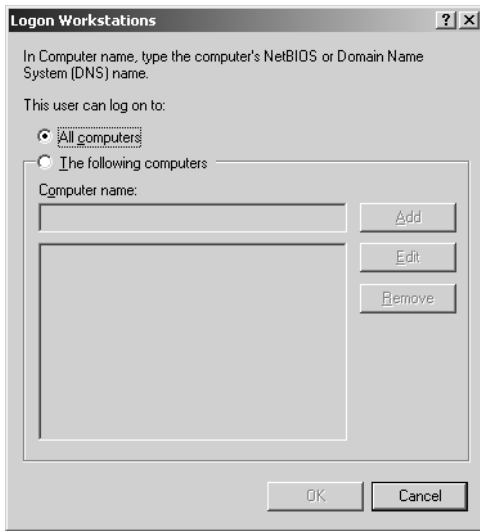 Logon Workstations
In Computer name, type the computer's NetBIOS or Domain Name
System (DNS) name.
This user can log on to:
All computers
The following computers
Computer name:
Add
Edit
Remove
OK
Cancel